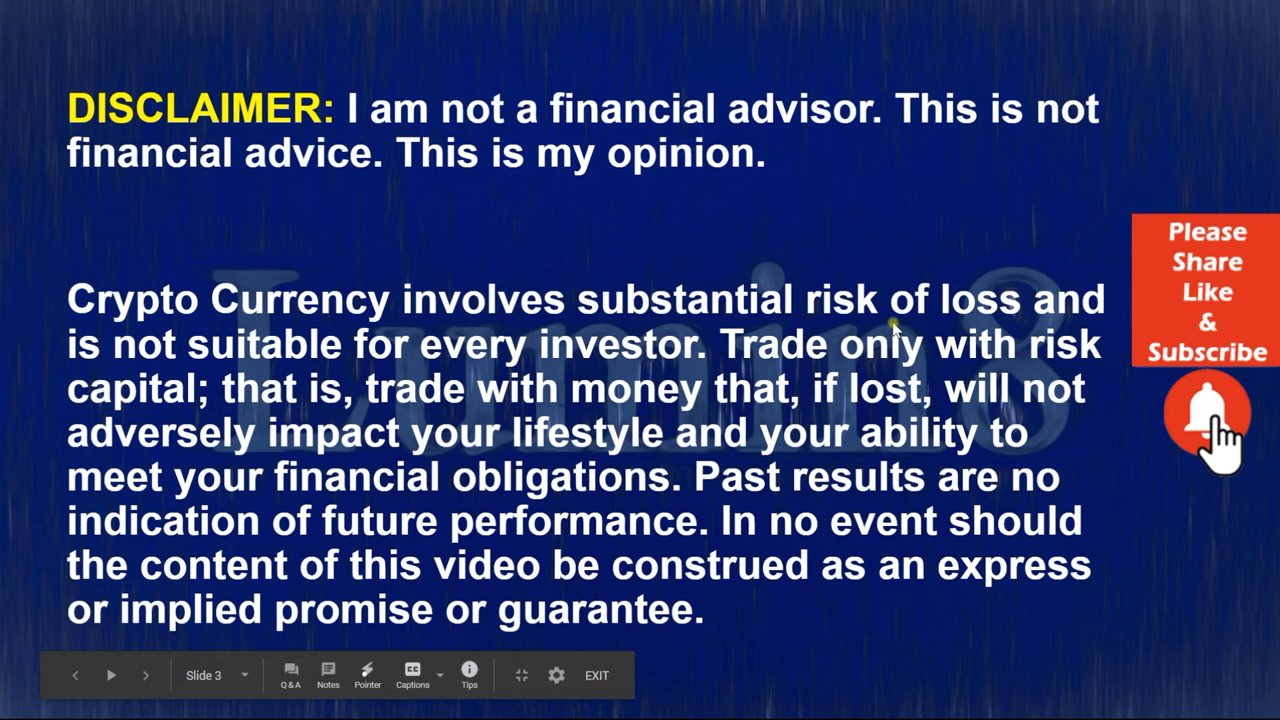 DISCLAIMER: I am not a financial advisor. This is not
financial advice. This is my opinion.
Crypto Currency involves substantial risk of loss and
is not suitable for every investor. Trade only with risk
capital; that is, trade with money that, if lost, will not
adversely impact your lifestyle and your ability to
meet your financial obligations. Past results are no
indication of future performance. In no event should
the content of this video be construed as an express
or implied promise or guarantee.
Lumin8
Please
Share
Like
&
Subscribe
Slide 3
Q&A
Notes
Pointer
CC
Captions
Tips
EXIT